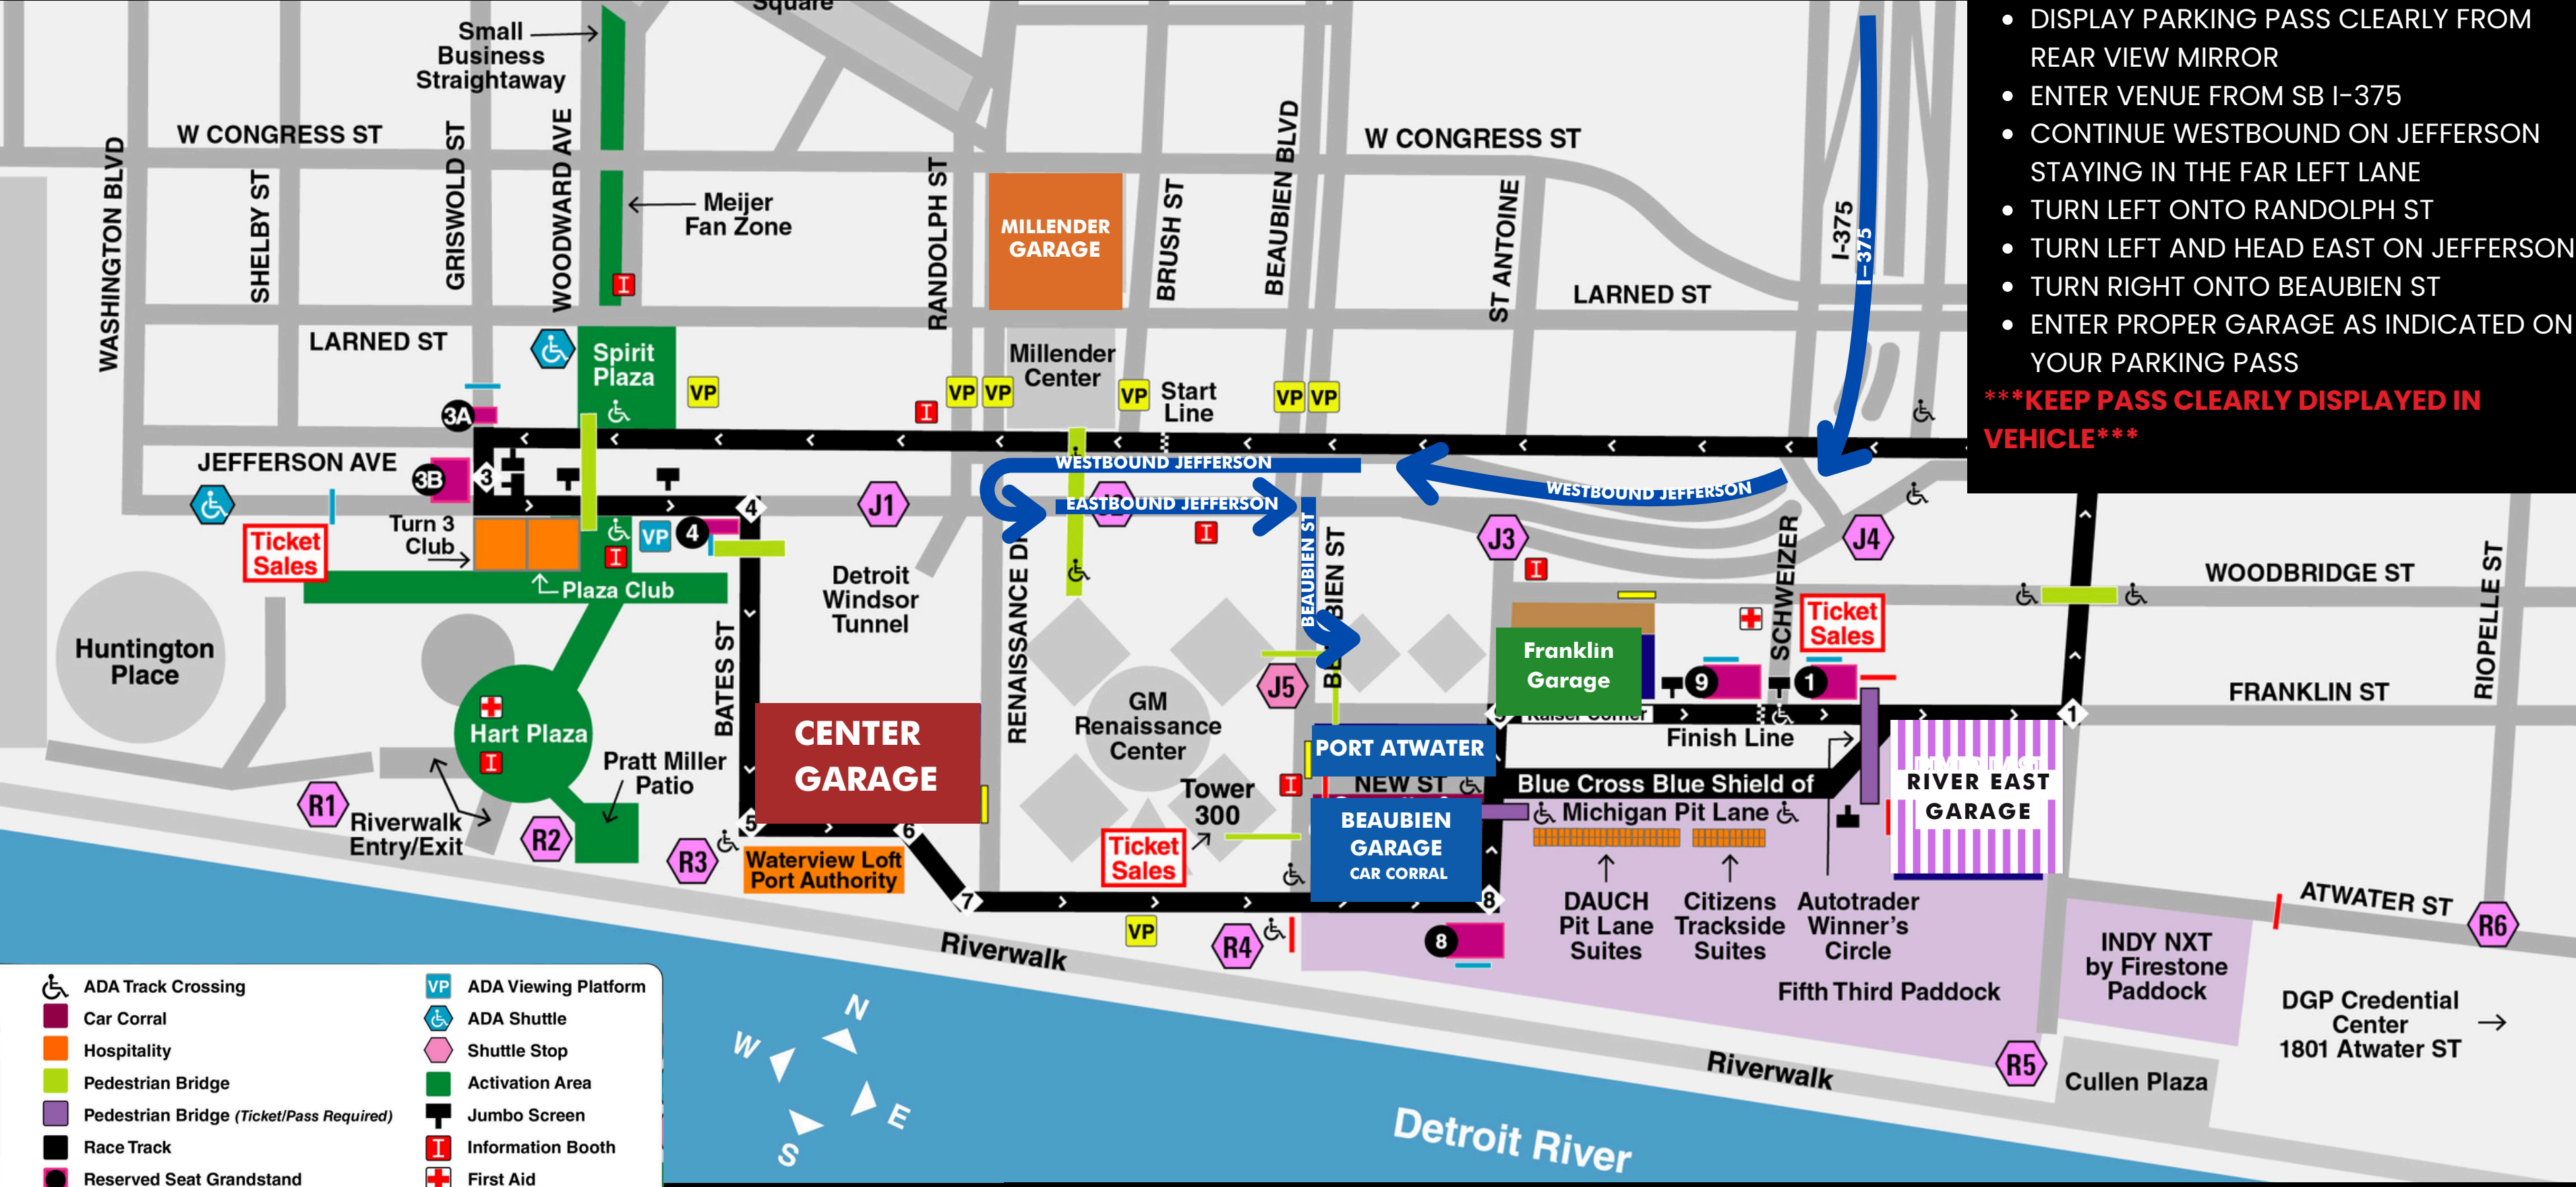 Square
Small
Business
Straightaway
W CONGRESS ST
W CONGRESS ST
WASHINGTON BLVD
SHELBY ST
GRISWOLD ST
WOODWARD AVE
RANDOLPH ST
BRUSH ST
BEAUBIEN BLVD
ST ANTOINE
I-375
I-375
Meijer
Fan Zone
MILLENDER
GARAGE
LARNED ST
LARNED ST
I
Spirit
Plaza
Millender
Center
VP
VP
VP
VP
Start
Line
VP
VP
I
3A
JEFFERSON AVE
3B
3
WESTBOUND JEFFERSON
WESTBOUND JEFFERSON
EASTBOUND JEFFERSON
4
J1
J3
J4
Turn 3
Club
Ticket
Sales
VP
4
I
I
I
Plaza Club
Detroit
Windsor
Tunnel
BEAUBIEN ST
SCHWEIZER
WOODBRIDGE ST
RIOPELLE ST
Ticket
Sales
Huntington
Place
BATES ST
Franklin
Garage
9
1
FRANKLIN ST
J5
GM
Renaissance
Center
Hart Plaza
I
CENTER
GARAGE
PORT ATWATER
Finish Line
1
Pratt Miller
Patio
R1
Riverwalk
Entry/Exit
R2
R3
5
6
7
8
Tower
300
I
NEW ST
Blue Cross Blue Shield of
Michigan Pit Lane
RIVER EAST
GARAGE
BEAUBIEN
GARAGE
CAR CORRAL
Ticket
Sales
Waterview Loft
Port Authority
VP
R4
8
DAUCH
Pit Lane
Suites
Citizens
Trackside
Suites
Autotrader
Winner's
Circle
ATWATER ST
R6
INDY NXT
by Firestone
Paddock
Fifth Third Paddock
DGP Credential
Center
1801 Atwater ST
R5
Cullen Plaza
Riverwalk
Riverwalk
Detroit River
N
W
E
S
ADA Track Crossing
Car Corral
Hospitality
Pedestrian Bridge
Pedestrian Bridge (Ticket/Pass Required)
Race Track
Reserved Seat Grandstand
VP ADA Viewing Platform
ADA Shuttle
Shuttle Stop
Activation Area
Jumbo Screen
I Information Booth
First Aid
• DISPLAY PARKING PASS CLEARLY FROM
REAR VIEW MIRROR
• ENTER VENUE FROM SB I-375
• CONTINUE WESTBOUND ON JEFFERSON
STAYING IN THE FAR LEFT LANE
• TURN LEFT ONTO RANDOLPH ST
• TURN LEFT AND HEAD EAST ON JEFFERSON
• TURN RIGHT ONTO BEAUBIEN ST
• ENTER PROPER GARAGE AS INDICATED ON
YOUR PARKING PASS
***KEEP PASS CLEARLY DISPLAYED IN
VEHICLE***